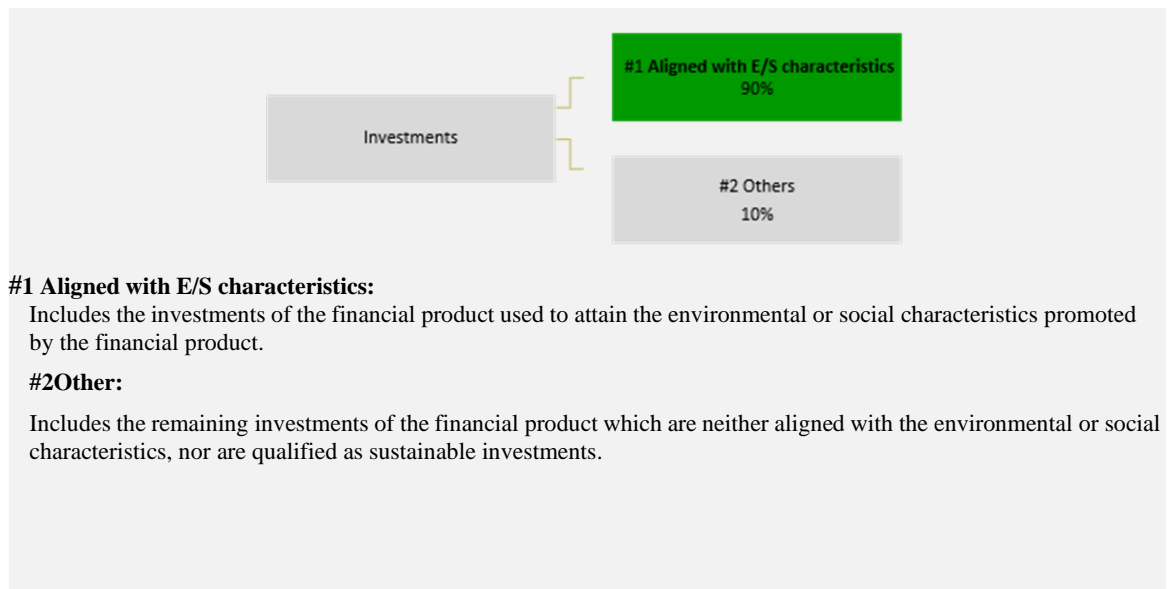 #1 Aligned with E/S characteristics
90%
Investments
#2 Others
10%
#1 Aligned with E/S characteristics:
Includes the investments of the financial product used to attain the environmental or social characteristics promoted
by the financial product.
#2Other:
Includes the remaining investments of the financial product which are neither aligned with the environmental or social
characteristics, nor are qualified as sustainable investments.